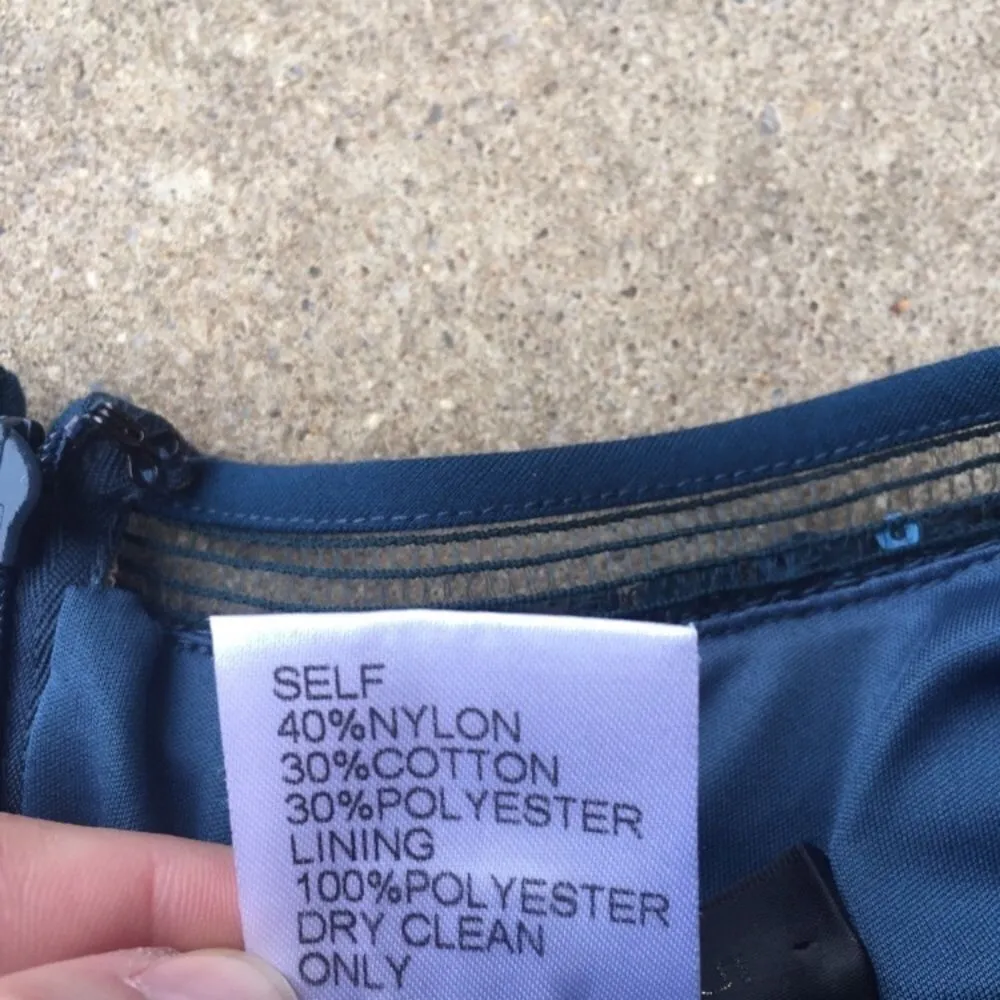 SELF
40%NYLON
30%COTTON
30%POLYESTER
LINING
100%POLYESTER
DRY CLEAN
ONLY